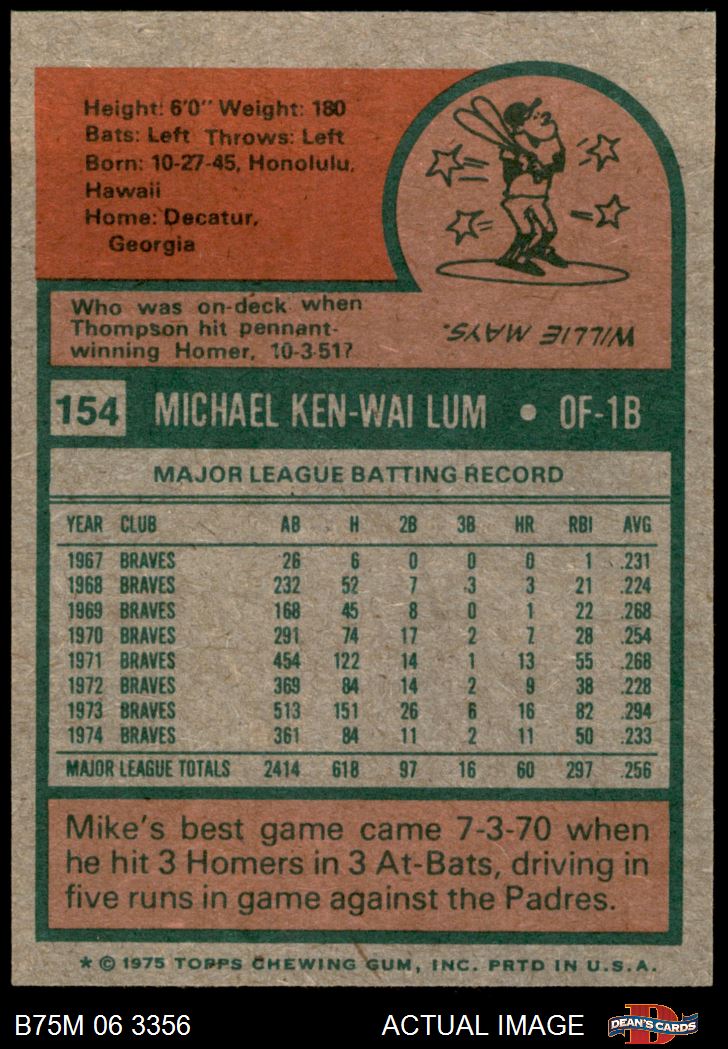 Height: 6'0" Weight: 180
Bats: Left Throws: Left
Born: 10-27-45, Honolulu,
Hawaii
Home: Decatur,
Georgia
Who was on-deck when
Thompson hit pennant-
winning Homer, 10-3-51?
WILLIE MAYS.
154 MICHAEL KEN-WAI LUM • OF-1B
MAJOR LEAGUE BATTING RECORD
YEAR CLUB AB H 2B 3B HR RBI AVG
1967 BRAVES 26 6 0 0 0 1 .231
1968 BRAVES 232 52 7 3 3 21 .224
1969 BRAVES 168 45 8 0 1 22 .268
1970 BRAVES 291 74 17 2 7 28 .254
1971 BRAVES 454 122 14 1 13 55 .268
1972 BRAVES 369 84 14 2 9 38 .228
1973 BRAVES 513 151 26 6 16 82 .294
1974 BRAVES 361 84 11 2 11 50 .233
MAJOR LEAGUE TOTALS 2414 618 97 16 60 297 .256
Mike's best game came 7-3-70 when
he hit 3 Homers in 3 At-Bats, driving in
five runs in game against the Padres.
* © 1975 TOPPS CHEWING GUM, INC. PRTD IN U.S.A.
B75M 06 3356 ACTUAL IMAGE DEAN'S CARDS